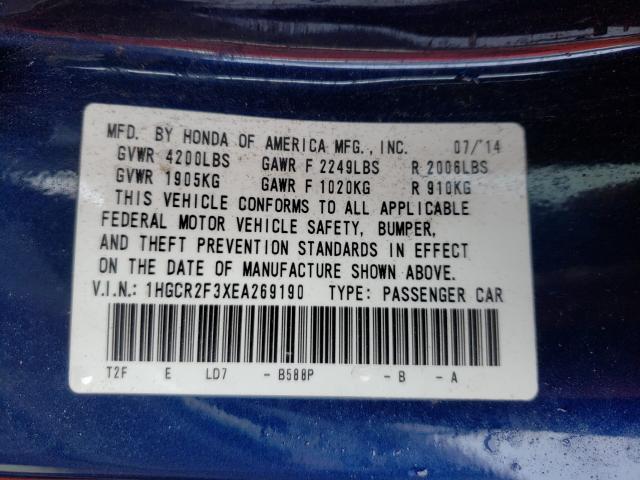 MFD. BY HONDA OF AMERICA MFG., INC. 07/'14
GVWR 4200LBS GAWR F 2249LBS R 2006LBS
GVWR 1905KG GAWR F 1020KG R 910KG
THIS VEHICLE CONFORMS TO ALL APPLICABLE
FEDERAL MOTOR VEHICLE SAFETY, BUMPER,
AND THEFT PREVENTION STANDARDS IN EFFECT
ON THE DATE OF MANUFACTURE SHOWN ABOVE.
V.I.N.: 1HGCR2F3XEA269190 TYPE: PASSENGER CAR
T2F E LD7 - B588P - B - A